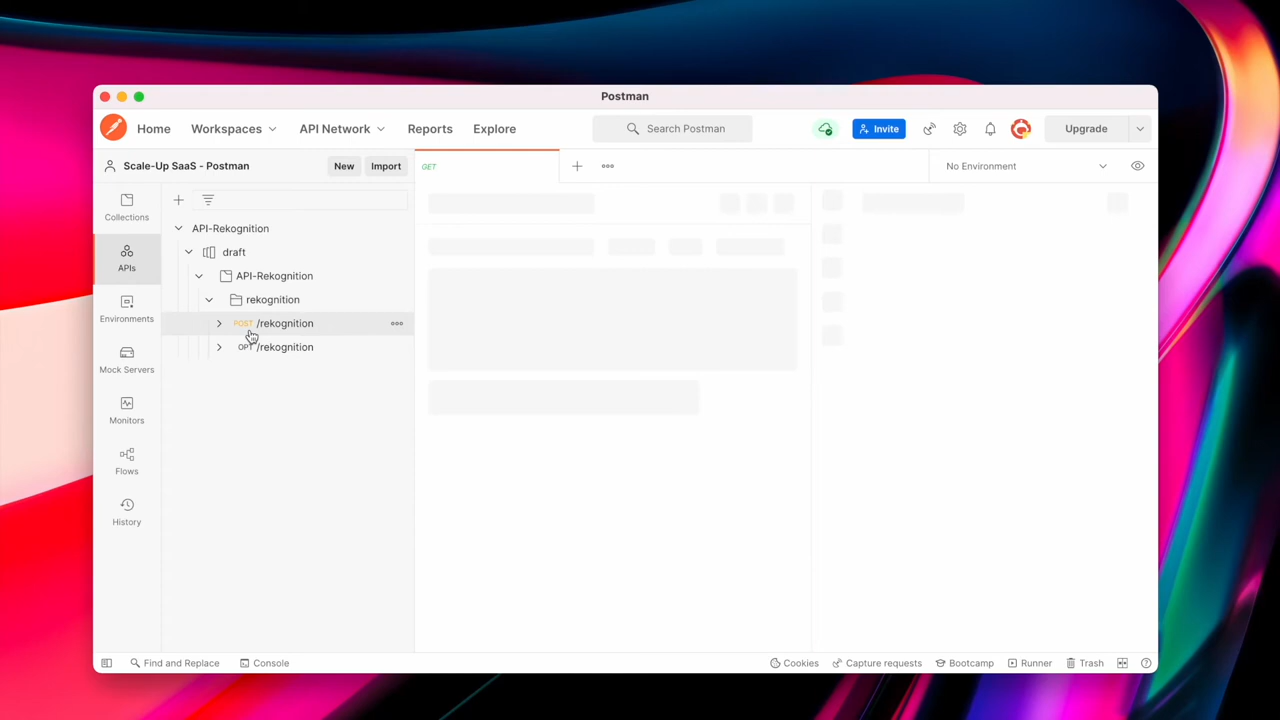 Postman
Home Workspaces API Network Reports Explore Search Postman Invite Upgrade
Scale-Up SaaS - Postman New Import GET No Environment
Collections
API-Rekognition
draft
APIs
API-Rekognition
rekognition
Environments
POST /rekognition
OPT /rekognition
Mock Servers
Monitors
Flows
History
Find and Replace Console Cookies Capture requests Bootcamp Runner Trash